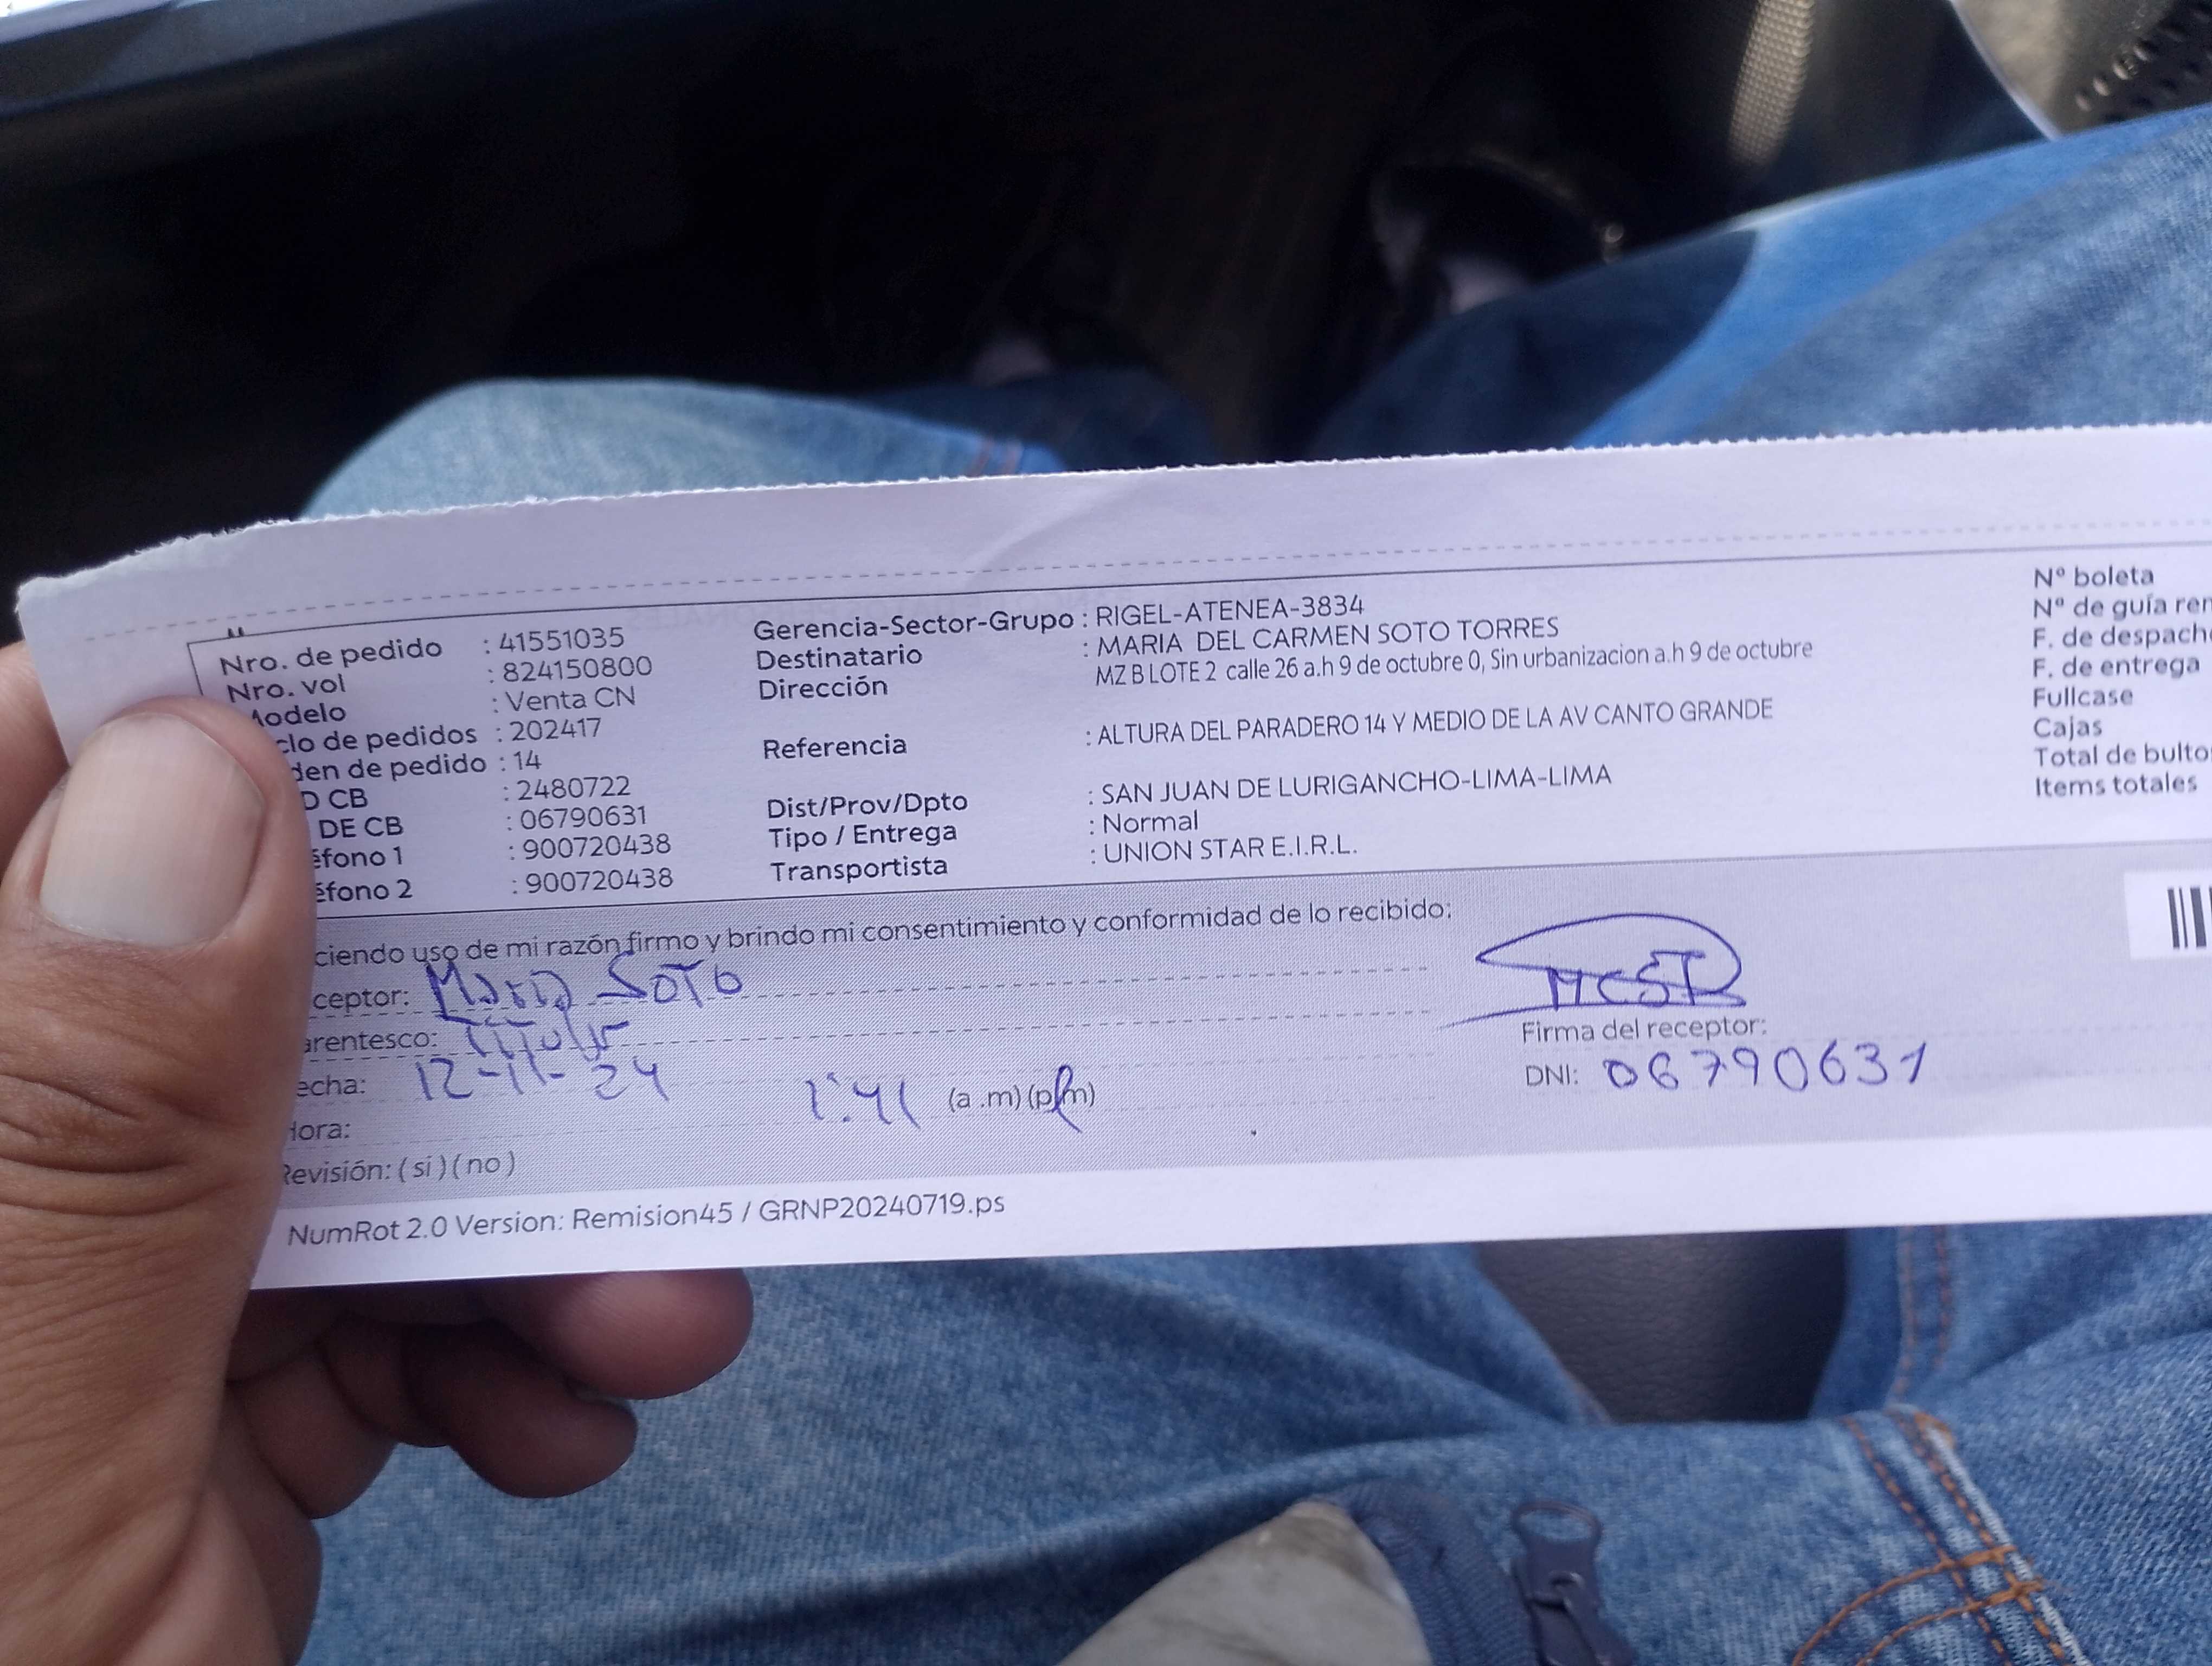 Nro. de pedido : 41551035
Nro. vol : 824150800
Modelo : Venta CN
clo de pedidos : 202417
den de pedido : 14
D CB : 2480722
DE CB : 06790631
éfono 1 : 900720438
éfono 2 : 900720438
Gerencia-Sector-Grupo : RIGEL-ATENEA-3834
Destinatario : MARIA DEL CARMEN SOTO TORRES
Dirección MZ B LOTE 2 calle 26 a.h 9 de octubre 0, Sin urbanizacion a.h 9 de octubre
Referencia : ALTURA DEL PARADERO 14 Y MEDIO DE LA AV CANTO GRANDE
Dist/Prov/Dpto : SAN JUAN DE LURIGANCHO-LIMA-LIMA
Tipo / Entrega : Normal
Transportista : UNION STAR E.I.R.L.
Nº boleta
Nº de guía rem
F. de despach
F. de entrega
Fullcase
Cajas
Total de bulto
Items totales
ciendo uso de mi razón firmo y brindo mi consentimiento y conformidad de lo recibido:
ceptor: Maria SOTO
arentesco: Titular
echa: 12-11-24 1:41 (a.m) (pm)
Hora:
Revisión: (si) (no)
MCST
Firma del receptor:
DNI: 06790631
NumRot 2.0 Version: Remision45 / GRNP20240719.ps